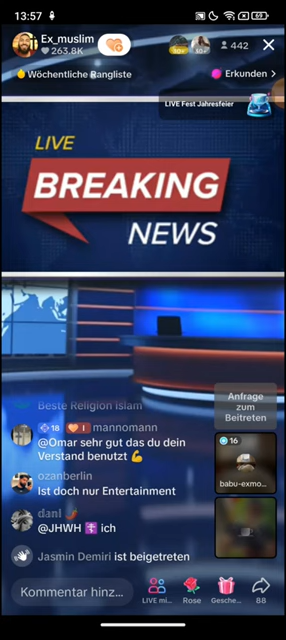 13:57
69
Ex_muslim
263.8K
442
Wöchentliche Rangliste
Erkunden >
LIVE Fest Jahresfeier
LIVE
BREAKING
NEWS
Anfrage
zum
Beitreten
Beste Religion Islam
18 1 mannomann
@Omar sehr gut das du dein
Verstand benutzt 💪
16
babu-exmo...
ozanberlin
Ist doch nur Entertainment
danl 🌶️
@JHWH ☦️ ich
Jasmin Demiri ist beigetreten
Kommentar hinz...
LIVE mi...
Rose
Gesche...
88